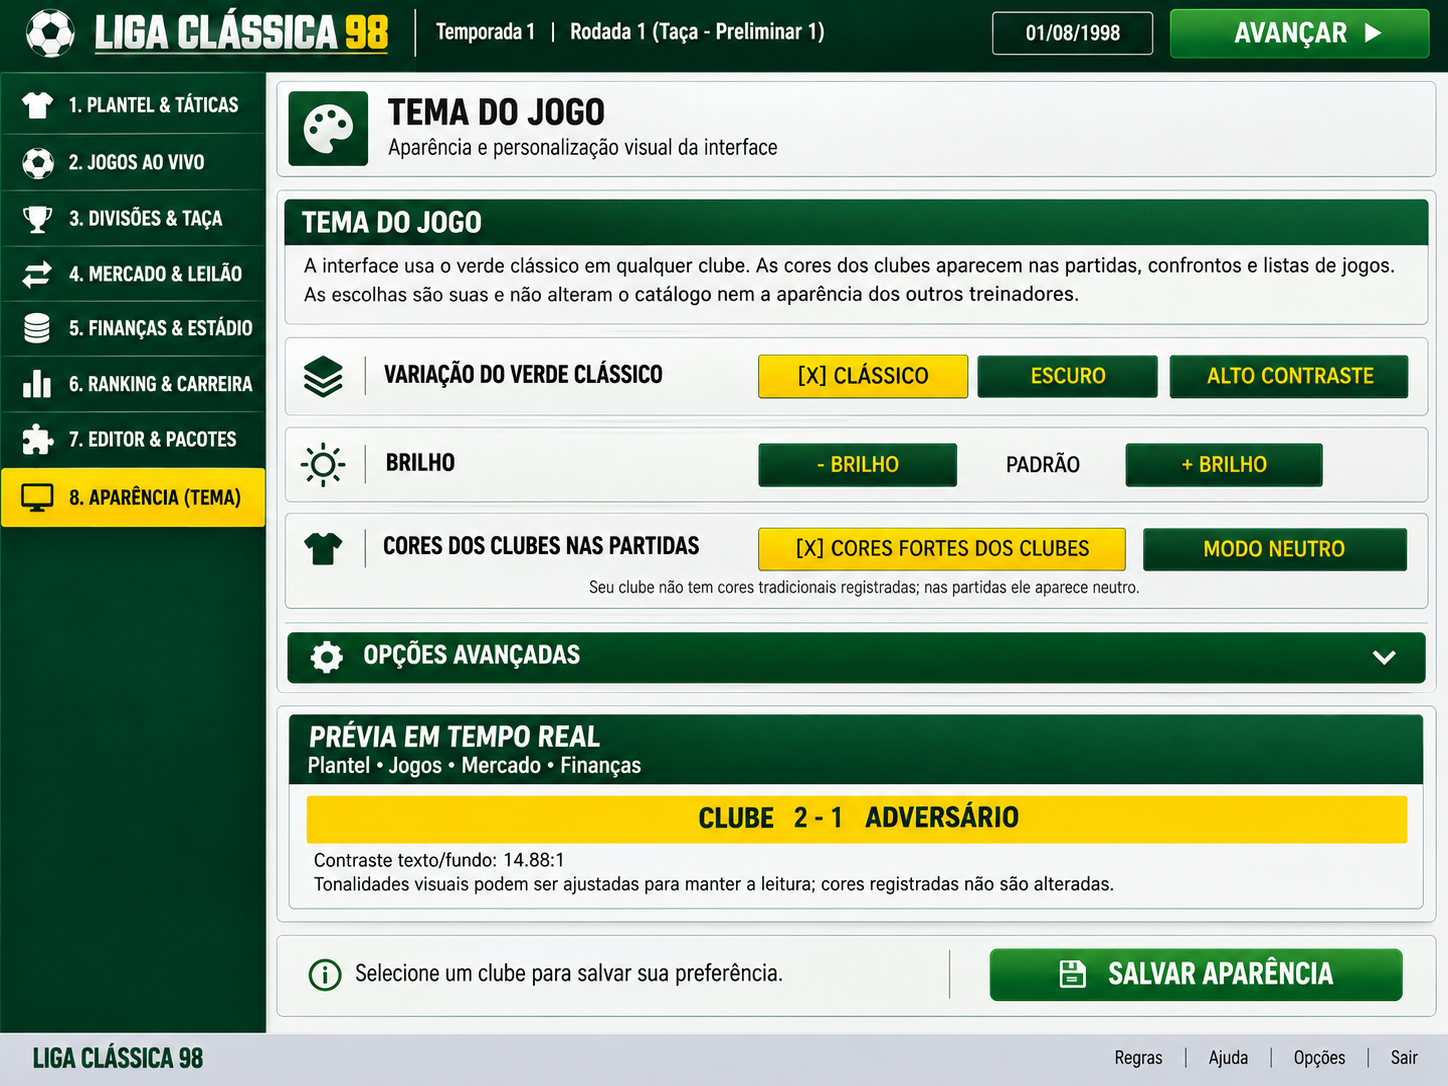 LIGA CLÁSSICA 98
Temporada 1 | Rodada 1 (Taça - Preliminar 1)
01/08/1998
AVANÇAR
1. PLANTEL & TÁTICAS
2. JOGOS AO VIVO
3. DIVISÕES & TAÇA
4. MERCADO & LEILÃO
5. FINANÇAS & ESTÁDIO
6. RANKING & CARREIRA
7. EDITOR & PACOTES
8. APARÊNCIA (TEMA)
TEMA DO JOGO
Aparência e personalização visual da interface
TEMA DO JOGO
A interface usa o verde clássico em qualquer clube. As cores dos clubes aparecem nas partidas, confrontos e listas de jogos.
As escolhas são suas e não alteram o catálogo nem a aparência dos outros treinadores.
VARIAÇÃO DO VERDE CLÁSSICO
[X] CLÁSSICO
ESCURO
ALTO CONTRASTE
BRILHO
- BRILHO
PADRÃO
+ BRILHO
CORES DOS CLUBES NAS PARTIDAS
[X] CORES FORTES DOS CLUBES
MODO NEUTRO
Seu clube não tem cores tradicionais registradas; nas partidas ele aparece neutro.
OPÇÕES AVANÇADAS
PRÉVIA EM TEMPO REAL
Plantel • Jogos • Mercado • Finanças
CLUBE 2 - 1 ADVERSÁRIO
Contraste texto/fundo: 14.88:1
Tonalidades visuais podem ser ajustadas para manter a leitura; cores registradas não são alteradas.
Selecione um clube para salvar sua preferência.
SALVAR APARÊNCIA
LIGA CLÁSSICA 98
Regras | Ajuda | Opções | Sair